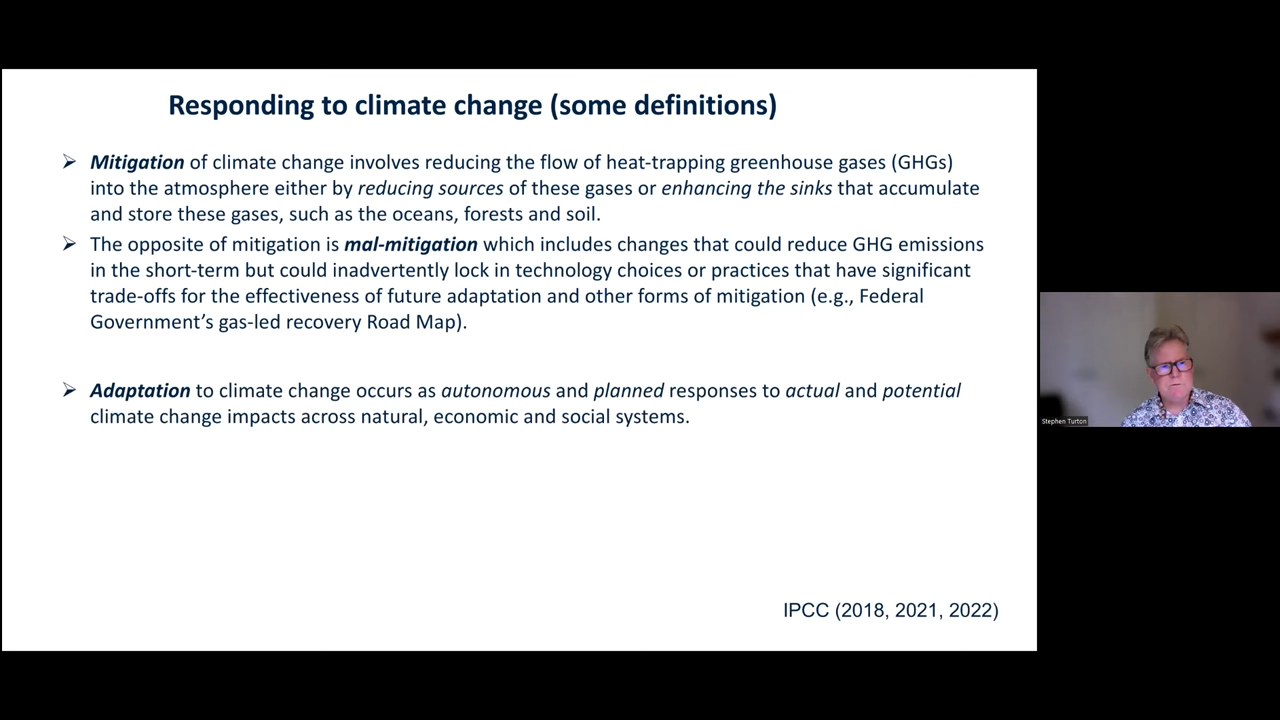 Responding to climate change (some definitions)
➢ Mitigation of climate change involves reducing the flow of heat-trapping greenhouse gases (GHGs)
into the atmosphere either by reducing sources of these gases or enhancing the sinks that accumulate
and store these gases, such as the oceans, forests and soil.
➢ The opposite of mitigation is mal-mitigation which includes changes that could reduce GHG emissions
in the short-term but could inadvertently lock in technology choices or practices that have significant
trade-offs for the effectiveness of future adaptation and other forms of mitigation (e.g., Federal
Government’s gas-led recovery Road Map).
➢ Adaptation to climate change occurs as autonomous and planned responses to actual and potential
climate change impacts across natural, economic and social systems.
IPCC (2018, 2021, 2022)
Stephen Turton